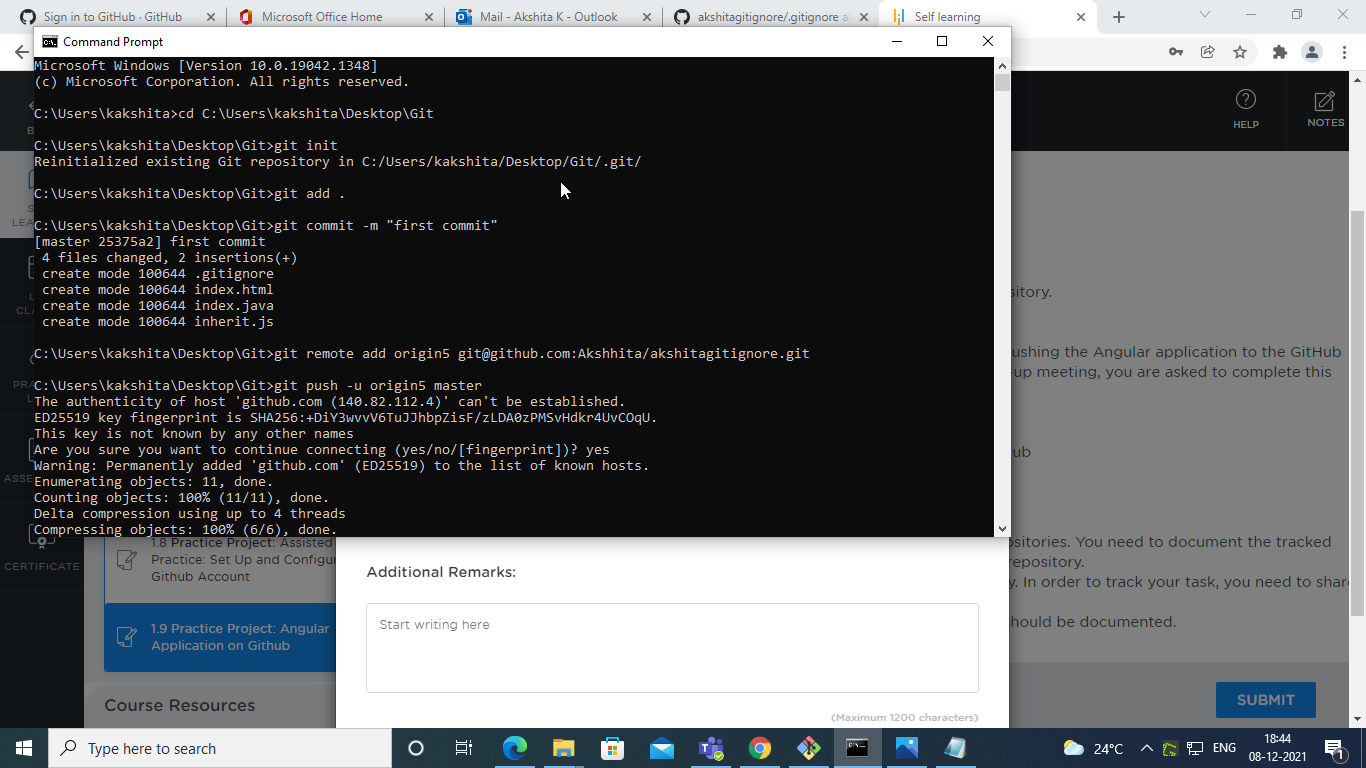 Sign in to GitHub · GitHub
Microsoft Office Home
Mail - Akshita K - Outlook
akshitagitignore/.gitignore a
Self learning
Command Prompt
Microsoft Windows [Version 10.0.19042.1348]
(c) Microsoft Corporation. All rights reserved.
C:\Users\kakshita>cd C:\Users\kakshita\Desktop\Git
C:\Users\kakshita\Desktop\Git>git init
Reinitialized existing Git repository in C:/Users/kakshita/Desktop/Git/.git/
C:\Users\kakshita\Desktop\Git>git add .
C:\Users\kakshita\Desktop\Git>git commit -m "first commit"
[master 25375a2] first commit
4 files changed, 2 insertions(+)
create mode 100644 .gitignore
create mode 100644 index.html
create mode 100644 index.java
create mode 100644 inherit.js
C:\Users\kakshita\Desktop\Git>git remote add origin5 git@github.com:Akshhita/akshitagitignore.git
C:\Users\kakshita\Desktop\Git>git push -u origin5 master
The authenticity of host 'github.com (140.82.112.4)' can't be established.
ED25519 key fingerprint is SHA256:+DiY3wvvV6TuJJhbpZisF/zLDA0zPMSvHdkr4UvCOqU.
This key is not known by any other names
Are you sure you want to continue connecting (yes/no/[fingerprint])? yes
Warning: Permanently added 'github.com' (ED25519) to the list of known hosts.
Enumerating objects: 11, done.
Counting objects: 100% (11/11), done.
Delta compression using up to 4 threads
Compressing objects: 100% (6/6), done.
HELP
NOTES
sitory.
ushing the Angular application to the GitHub
-up meeting, you are asked to complete this
ub
ositories. You need to document the tracked
repository.
y. In order to track your task, you need to share
hould be documented.
SUBMIT
B
S
LEA
L
CLA
PRA
L
ASSE
CERTIFICATE
1.8 Practice Project: Assisted
Practice: Set Up and Configur
Github Account
1.9 Practice Project: Angular
Application on Github
Course Resources
Additional Remarks:
Start writing here
(Maximum 1200 characters)
Type here to search
24°C
ENG
18:44
08-12-2021
1